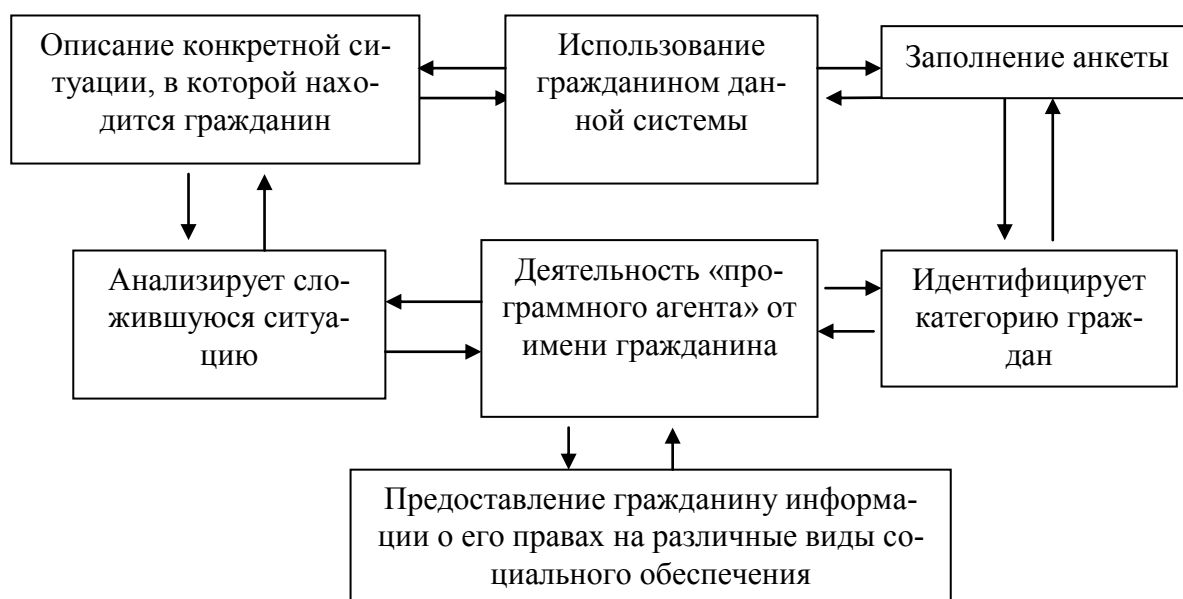 Описание конкретной си-
туации, в которой нахо-
дится гражданин
Использование
гражданином дан-
ной системы
Заполнение анкеты
Анализирует сло-
жившуюся ситуа-
цию
Деятельность «про-
граммного агента» от
имени гражданина
Идентифицирует
категорию граж-
дан
Предоставление гражданину информа-
ции о его правах на различные виды со-
циального обеспечения